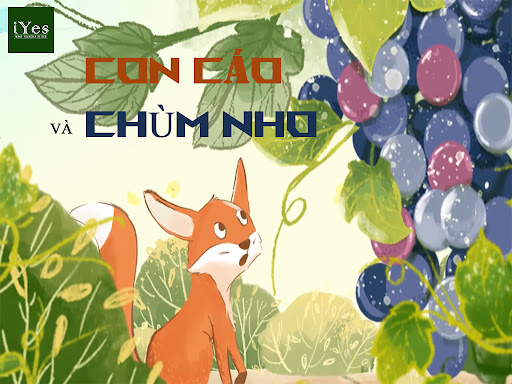 iYes
CON CÁO
VÀ CHÙM NHO